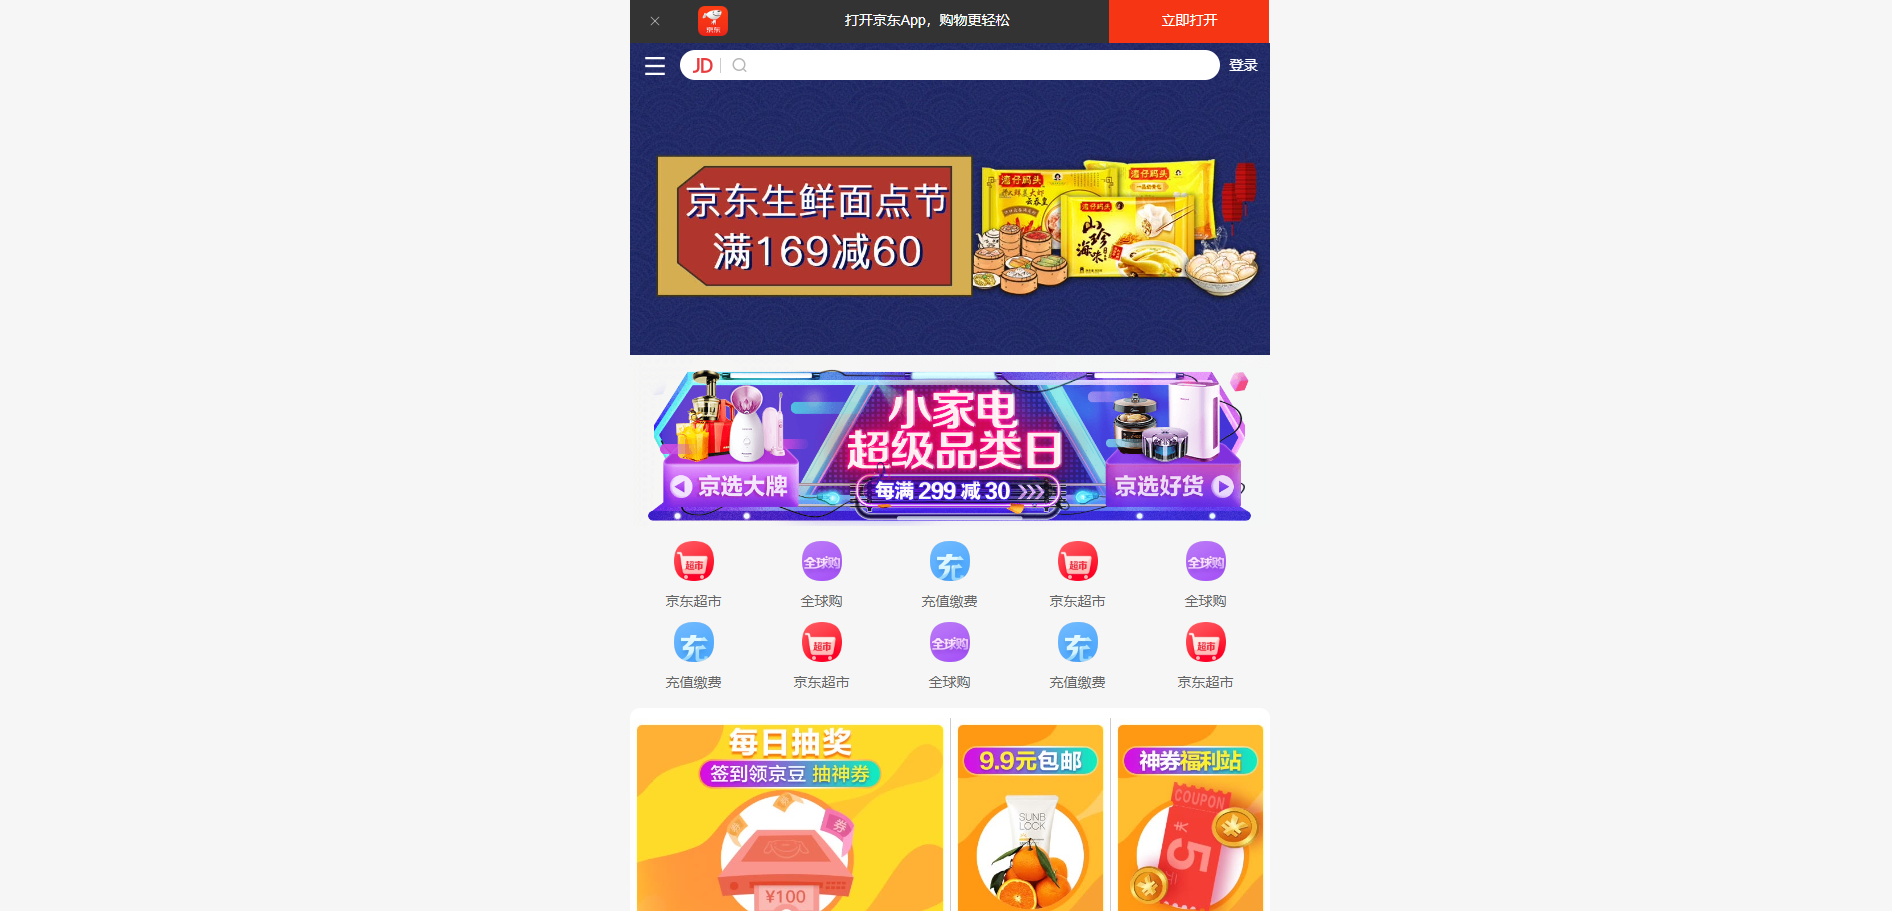 京东
打开京东App，购物更轻松
立即打开
JD
登录
京东生鲜面点节
满169减60
湾仔码头
湾仔码头
湾仔码头
山珍海味
小家电
超级品类日
京选大牌
每满 299 减 30
京选好货
超市
全球购
充
超市
全球购
京东超市
全球购
充值缴费
京东超市
全球购
充
超市
全球购
充
超市
充值缴费
京东超市
全球购
充值缴费
京东超市
每日抽奖
签到领京豆 抽神券
券
¥100
9.9元包邮
SUNB
LOCK
神券福利站
COUPON
5
元